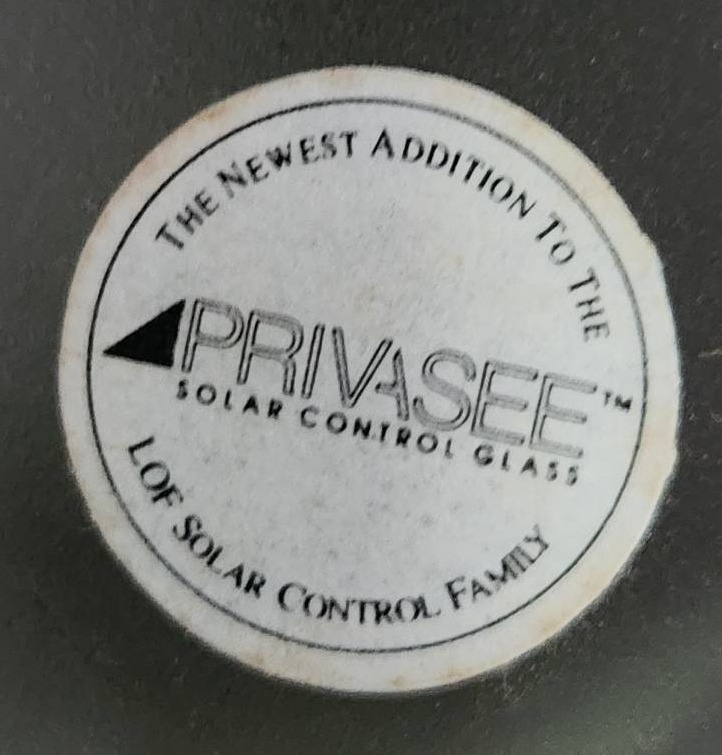 The Newest Addition To The
PRIVASEE™
SOLAR CONTROL GLASS
LOF Solar Control Family